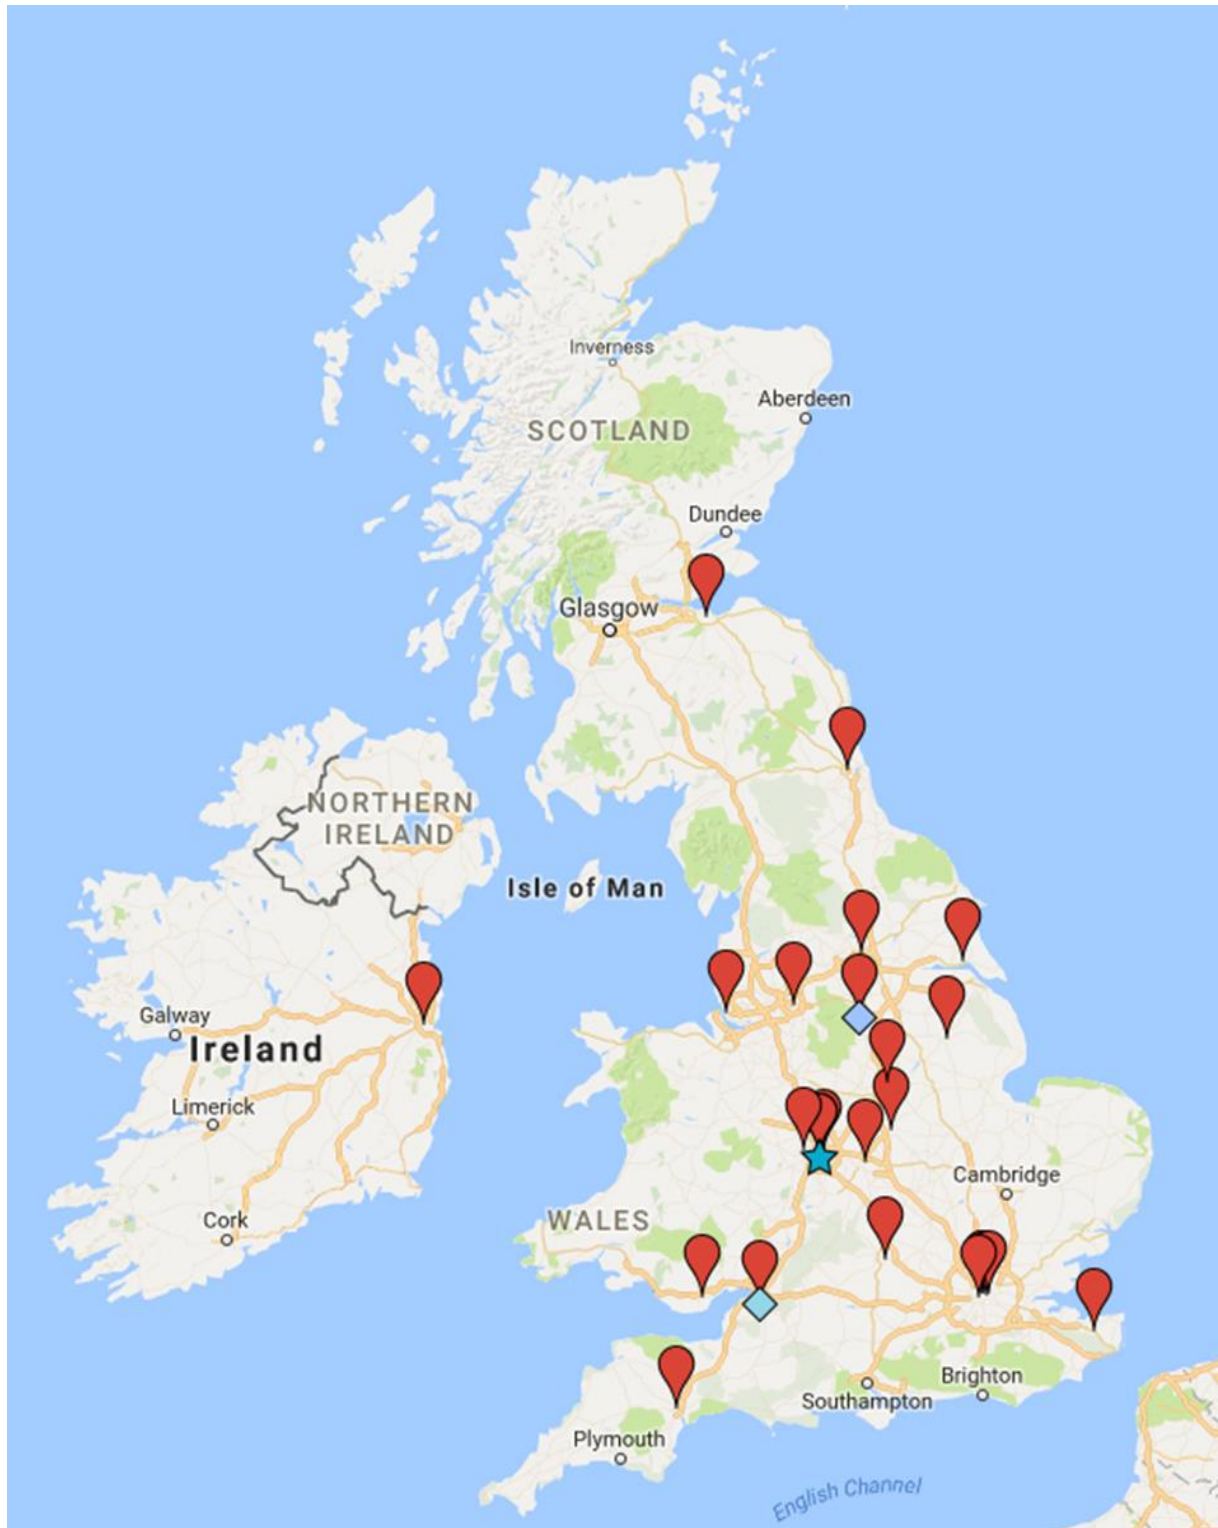 Inverness
Aberdeen
SCOTLAND
Dundee
Glasgow
NORTHERN
IRELAND
Isle of Man
Galway
Ireland
Limerick
Cambridge
Cork
WALES
Brighton
Southampton
Plymouth
English Channel